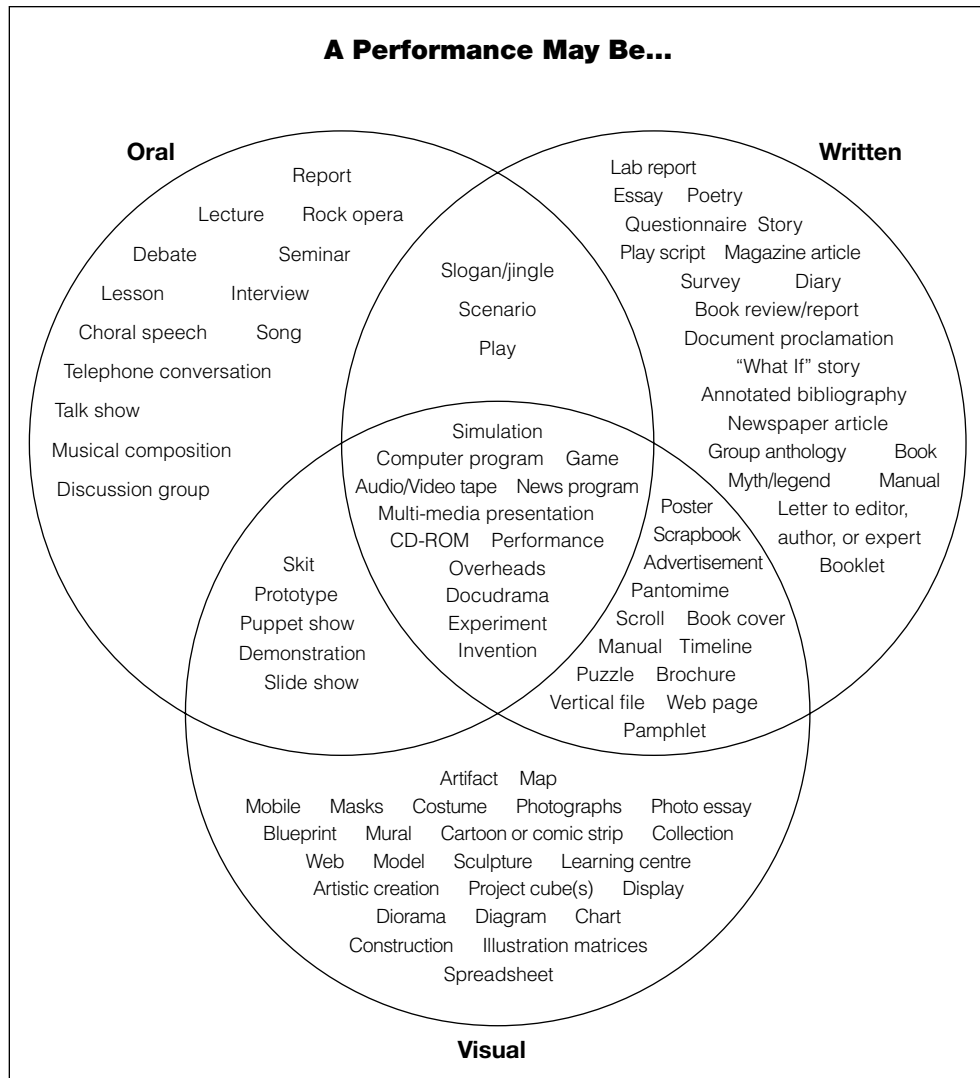 A Performance May Be...
Oral
Report
Lecture Rock opera
Debate Seminar
Lesson Interview
Choral speech Song
Telephone conversation
Talk show
Musical composition
Discussion group
Slogan/jingle
Scenario
Play
Written
Lab report
Essay Poetry
Questionnaire Story
Play script Magazine article
Survey Diary
Book review/report
Document proclamation
“What If” story
Annotated bibliography
Newspaper article
Group anthology Book
Myth/legend Manual
Letter to editor,
author, or expert
Booklet
Simulation
Computer program Game
Audio/Video tape News program
Multi-media presentation
CD-ROM Performance
Overheads
Docudrama
Experiment
Invention
Skit
Prototype
Puppet show
Demonstration
Slide show
Poster
Scrapbook
Advertisement
Pantomime
Scroll Book cover
Manual Timeline
Puzzle Brochure
Vertical file Web page
Pamphlet
Artifact Map
Mobile Masks Costume Photographs Photo essay
Blueprint Mural Cartoon or comic strip Collection
Web Model Sculpture Learning centre
Artistic creation Project cube(s) Display
Diorama Diagram Chart
Construction Illustration matrices
Spreadsheet
Visual